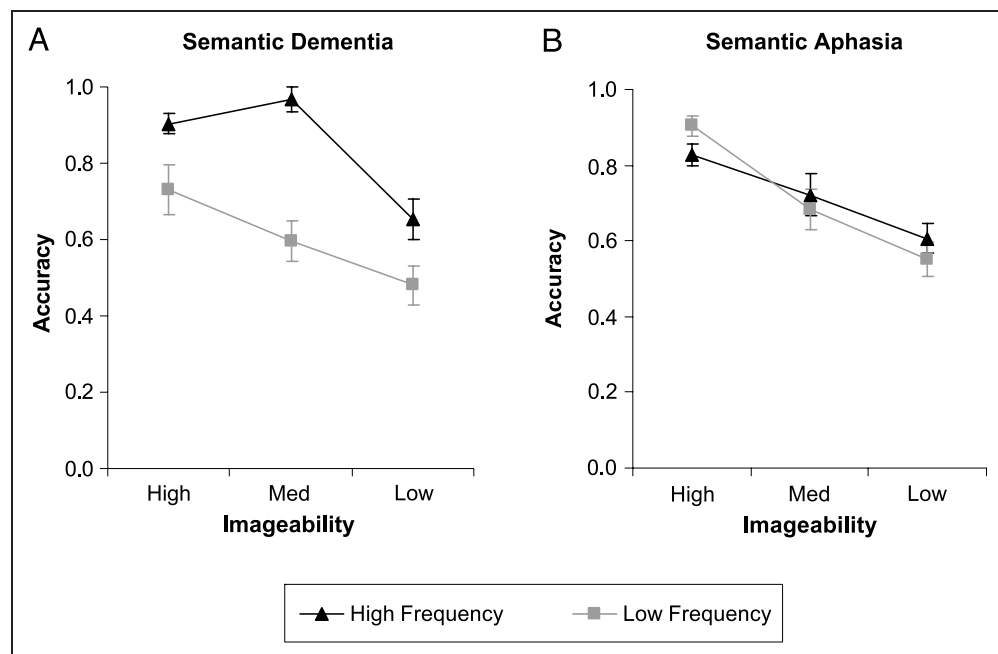 A
Semantic Dementia
1.0
0.8
0.6
0.4
0.2
0.0
Accuracy
High Med Low
Imageability
B
Semantic Aphasia
1.0
0.8
0.6
0.4
0.2
0.0
Accuracy
High Med Low
Imageability
High Frequency Low Frequency